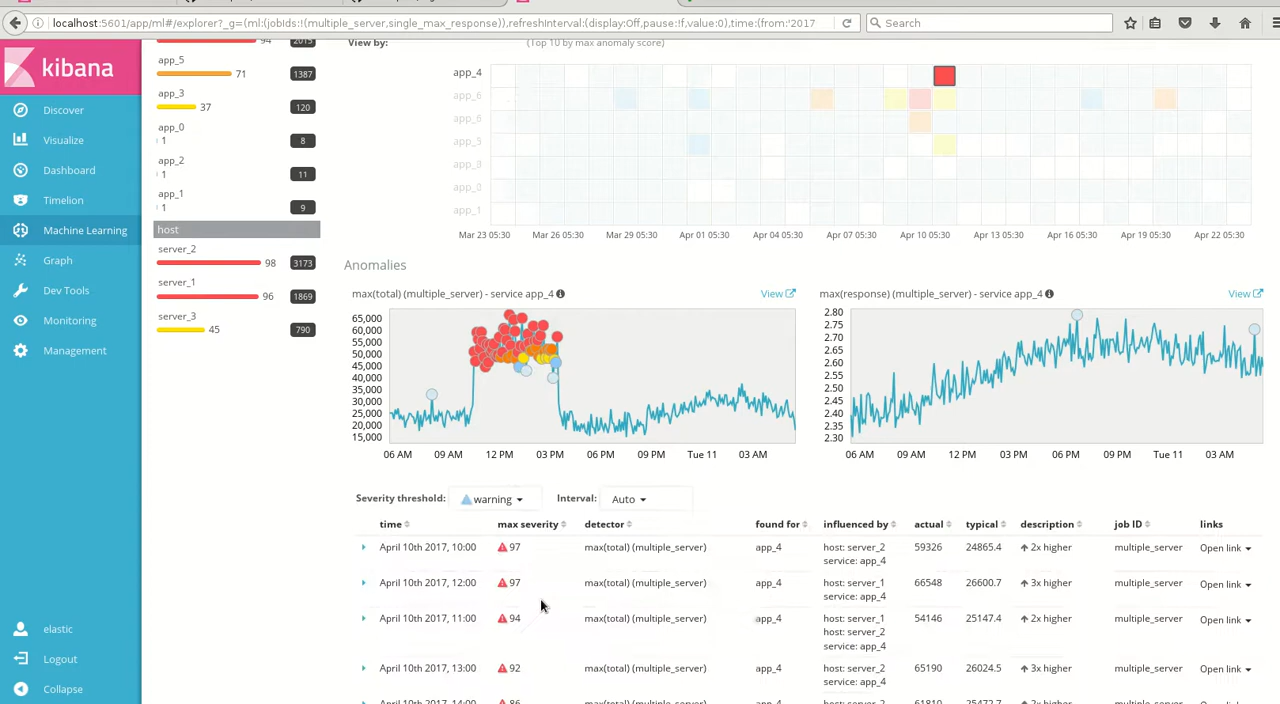 localhost:5601/app/ml#/explorer?_g=(ml:(jobIds:!(multiple_server,single_max_response)),refreshInterval:(display:Off,pause:!f,value:0),time:(from:'2017
Search
kibana
Discover
Visualize
Dashboard
Timelion
Machine Learning
Graph
Dev Tools
Monitoring
Management
elastic
Logout
Collapse
94 2015
app_5
71 1387
app_3
37 120
app_0
1 8
app_2
1 11
app_1
1 9
host
server_2
98 3173
server_1
96 1869
server_3
45 790
View by: (Top 10 by max anomaly score)
app_4
app_6
app_5
app_3
app_0
app_1
Mar 23 05:30 Mar 26 05:30 Mar 29 05:30 Apr 01 05:30 Apr 04 05:30 Apr 07 05:30 Apr 10 05:30 Apr 13 05:30 Apr 16 05:30 Apr 19 05:30 Apr 22 05:30
Anomalies
max(total) (multiple_server) - service app_4 View
65,000
60,000
55,000
50,000
45,000
40,000
35,000
30,000
25,000
20,000
15,000
06 AM 09 AM 12 PM 03 PM 06 PM 09 PM Tue 11 03 AM
max(response) (multiple_server) - service app_4 View
2.80
2.75
2.70
2.65
2.60
2.55
2.50
2.45
2.40
2.35
2.30
06 AM 09 AM 12 PM 03 PM 06 PM 09 PM Tue 11 03 AM
Severity threshold: warning Interval: Auto
time max severity detector found for influenced by actual typical description job ID links
April 10th 2017, 10:00 97 max(total) (multiple_server) app_4 host: server_2 59326 24865.4 2x higher multiple_server Open link
service: app_4
April 10th 2017, 12:00 97 max(total) (multiple_server) app_4 host: server_1 66548 26600.7 3x higher multiple_server Open link
service: app_4
April 10th 2017, 11:00 94 max(total) (multiple_server) app_4 host: server_1 54146 25147.4 2x higher multiple_server Open link
host: server_2
service: app_4
April 10th 2017, 13:00 92 max(total) (multiple_server) app_4 host: server_2 65190 26024.5 3x higher multiple_server Open link
service: app_4